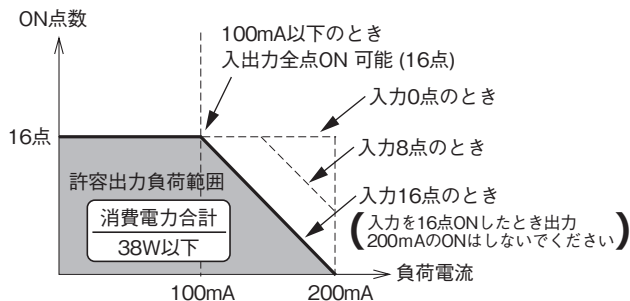 ON点数
100mA以下のとき
入出力全点ON 可能 (16点)
入力0点のとき
16点
入力8点のとき
許容出力負荷範囲
入力16点のとき
消費電力合計
38W以下
(入力を16点ONしたとき出力
200mAのONはしないでください)
負荷電流
100mA
200mA